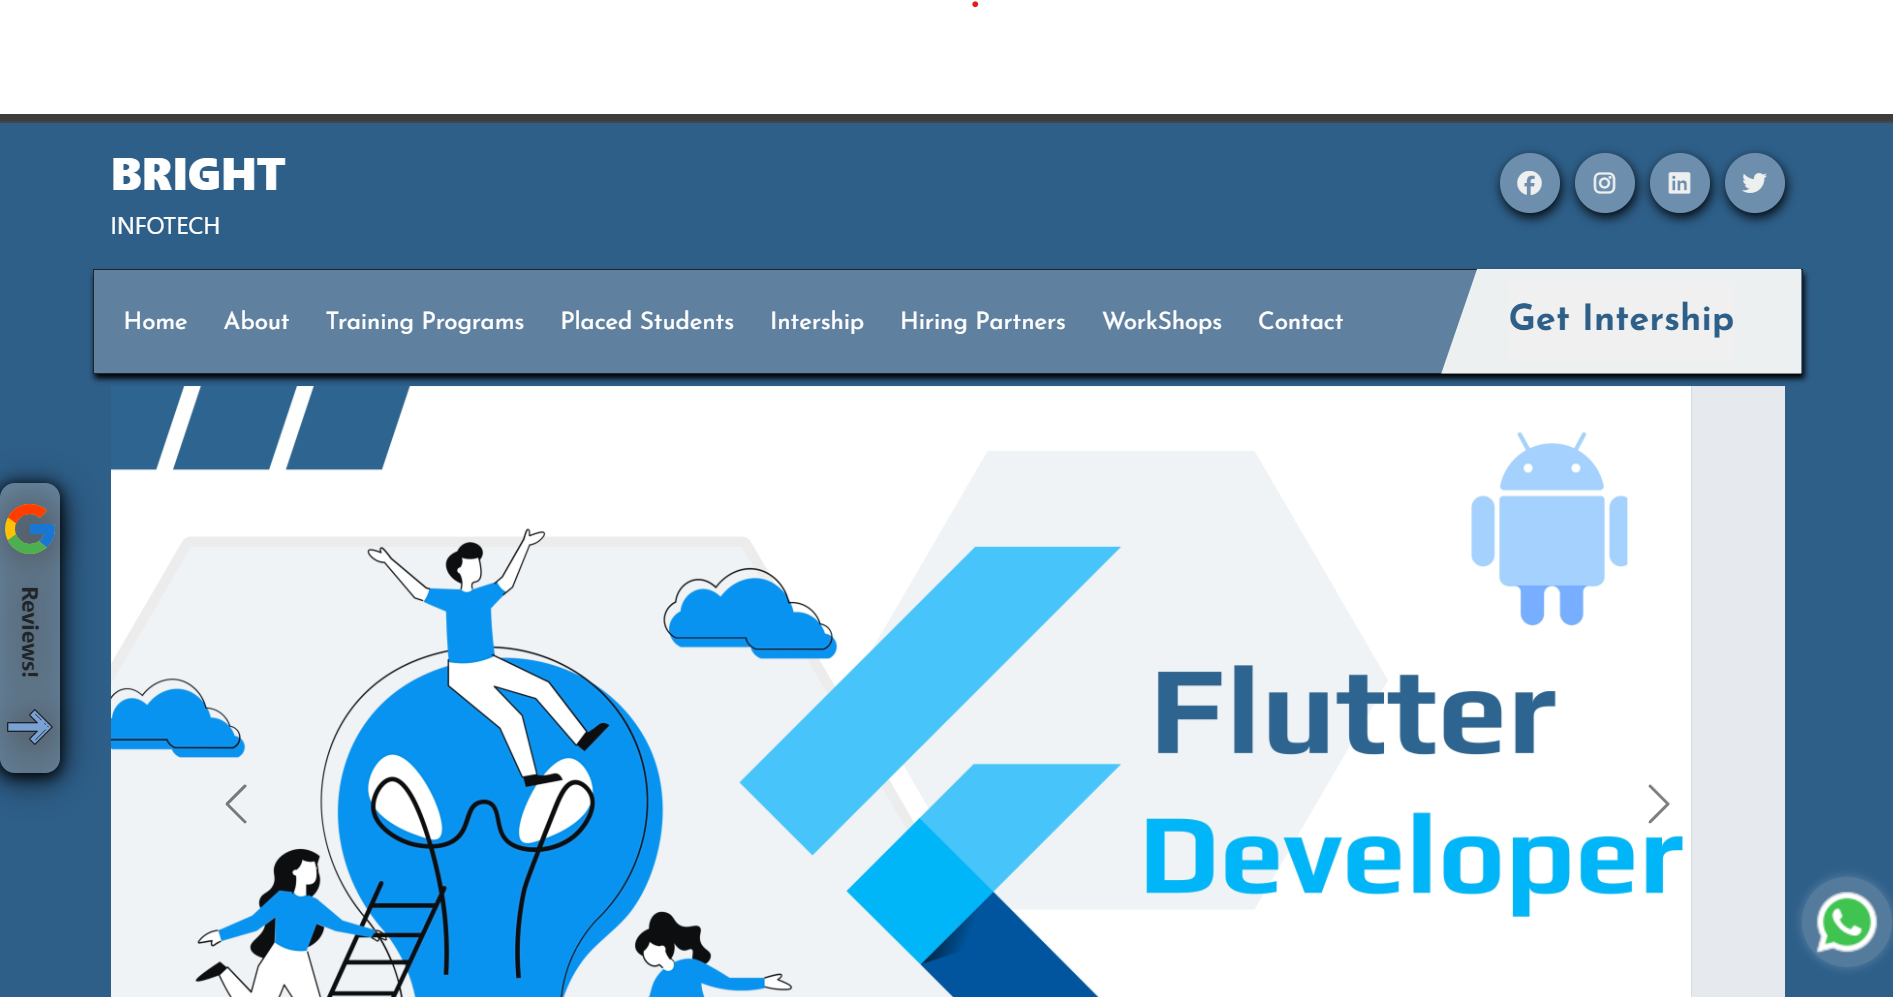 BRIGHT
INFOTECH
Home About Training Programs Placed Students Intership Hiring Partners WorkShops Contact
Get Intership
Reviews!
Flutter
Developer